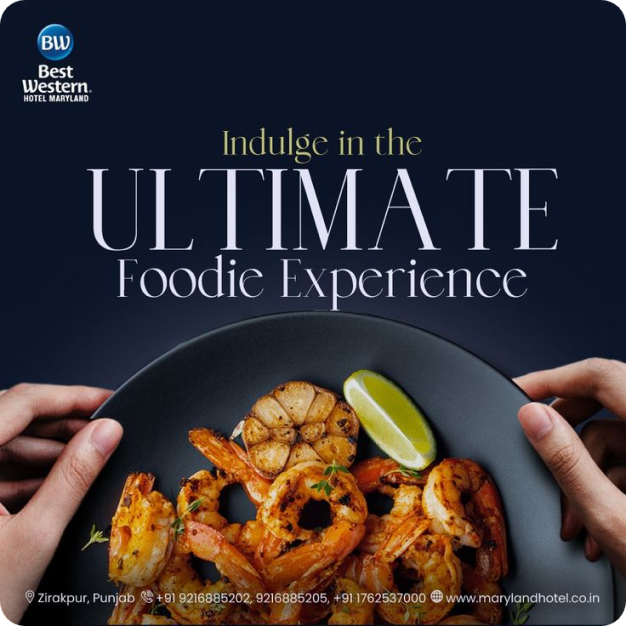 BW
Best
Western.
HOTEL MARYLAND
Indulge in the
ULTIMATE
Foodie Experience
Zirakpur, Punjab +91 9216885202, 9216885205, +91 1762537000 www.marylandhotel.co.in